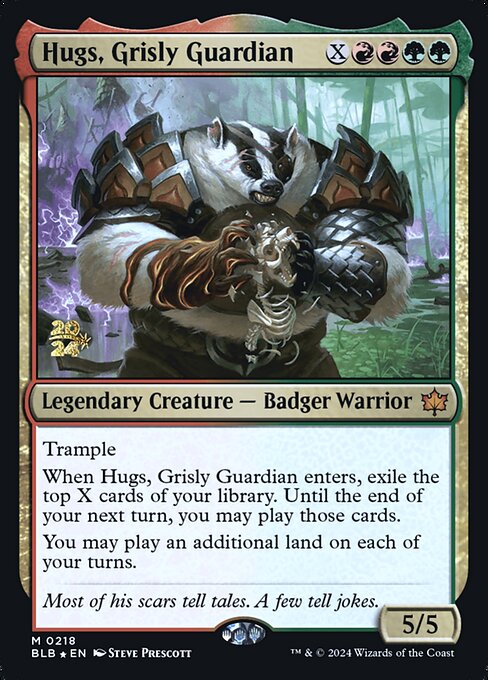 Hugs, Grisly Guardian X
2024
Legendary Creature — Badger Warrior
Trample
When Hugs, Grisly Guardian enters, exile the
top X cards of your library. Until the end of
your next turn, you may play those cards.
You may play an additional land on each of
your turns.
Most of his scars tell tales. A few tell jokes.
5/5
M 0218
BLB ★ EN Steve Prescott
™ & © 2024 Wizards of the Coast